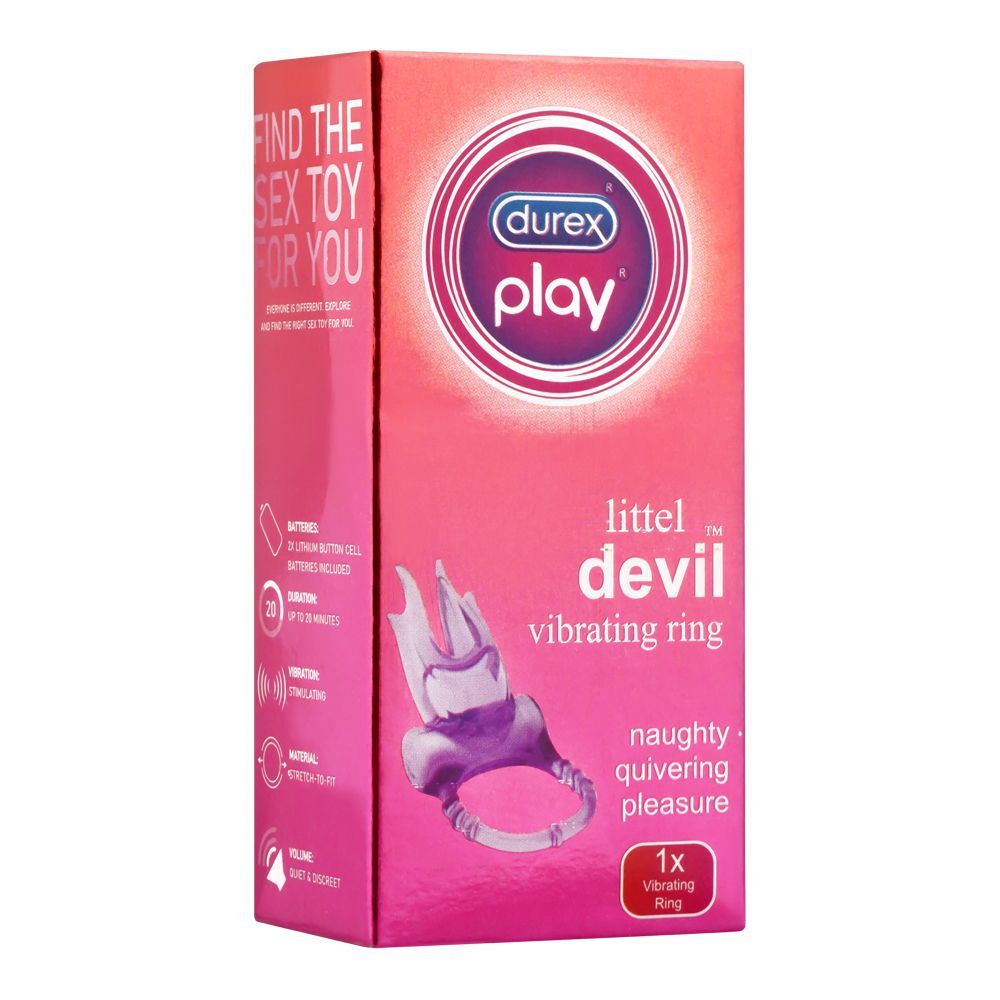 FIND THE
SEX TOY
FOR YOU
EVERYONE IS DIFFERENT. EXPLORE
AND FIND THE RIGHT SEX TOY FOR YOU.
BATTERIES:
2X LITHIUM BUTTON CELL
BATTERIES INCLUDED
20
DURATION:
UP TO 20 MINUTES
VIBRATION:
STIMULATING
MATERIAL:
STRETCH-TO-FIT
VOLUME:
QUIET & DISCREET
durex®
play®
littel
devil™
vibrating ring
naughty
quivering
pleasure
1x
Vibrating
Ring